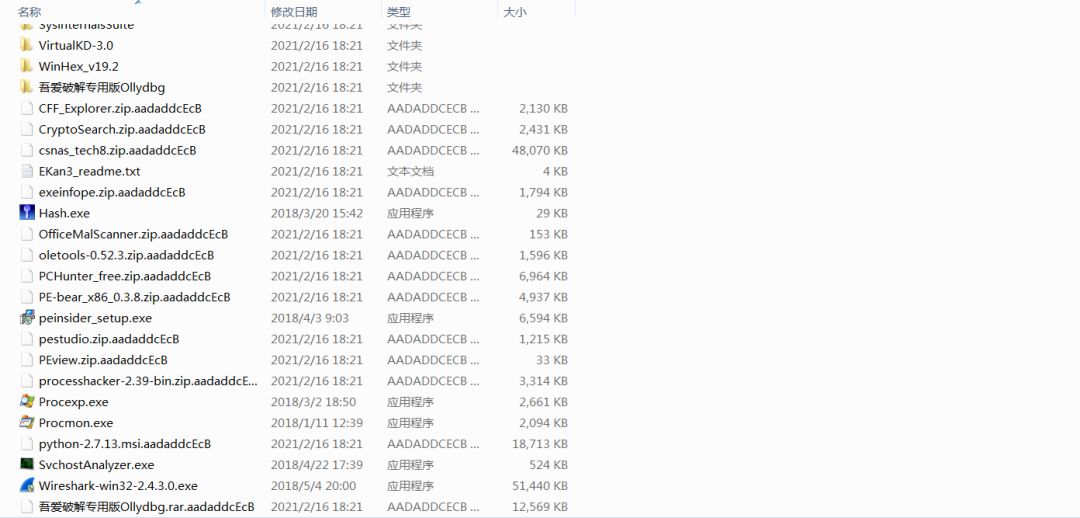 名称 修改日期 类型 大小
SysinternalsSuite 2021/2/16 18:21 文件夹
VirtualKD-3.0 2021/2/16 18:21 文件夹
WinHex_v19.2 2021/2/16 18:21 文件夹
吾爱破解专用版Ollydbg 2021/2/16 18:21 文件夹
CFF_Explorer.zip.aadaddcEcB 2021/2/16 18:21 AADADDCECB ... 2,130 KB
CryptoSearch.zip.aadaddcEcB 2021/2/16 18:21 AADADDCECB ... 2,431 KB
csnas_tech8.zip.aadaddcEcB 2021/2/16 18:21 AADADDCECB ... 48,070 KB
EKan3_readme.txt 2021/2/16 18:21 文本文档 4 KB
exeinfope.zip.aadaddcEcB 2021/2/16 18:21 AADADDCECB ... 1,794 KB
Hash.exe 2018/3/20 15:42 应用程序 29 KB
OfficeMalScanner.zip.aadaddcEcB 2021/2/16 18:21 AADADDCECB ... 153 KB
oletools-0.52.3.zip.aadaddcEcB 2021/2/16 18:21 AADADDCECB ... 1,596 KB
PCHunter_free.zip.aadaddcEcB 2021/2/16 18:21 AADADDCECB ... 6,964 KB
PE-bear_x86_0.3.8.zip.aadaddcEcB 2021/2/16 18:21 AADADDCECB ... 4,937 KB
peinsider_setup.exe 2018/4/3 9:03 应用程序 6,594 KB
pestudio.zip.aadaddcEcB 2021/2/16 18:21 AADADDCECB ... 1,215 KB
PEview.zip.aadaddcEcB 2021/2/16 18:21 AADADDCECB ... 33 KB
processhacker-2.39-bin.zip.aadaddcE... 2021/2/16 18:21 AADADDCECB ... 3,314 KB
Procexp.exe 2018/3/2 18:50 应用程序 2,661 KB
Procmon.exe 2018/1/11 12:39 应用程序 2,094 KB
python-2.7.13.msi.aadaddcEcB 2021/2/16 18:21 AADADDCECB ... 18,713 KB
SvchostAnalyzer.exe 2018/4/22 17:39 应用程序 524 KB
Wireshark-win32-2.4.3.0.exe 2018/5/4 20:00 应用程序 51,440 KB
吾爱破解专用版Ollydbg.rar.aadaddcEcB 2021/2/16 18:21 AADADDCECB ... 12,569 KB